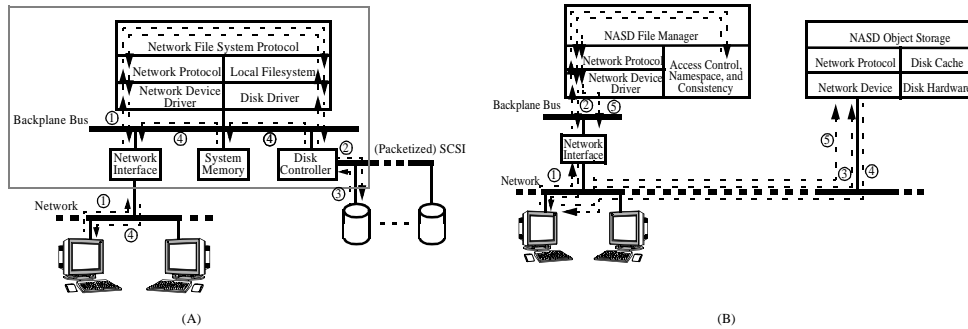 Network File System Protocol
Network Protocol
Local Filesystem
Network Device
Driver
Disk Driver
①
Backplane Bus
④
④
Network
Interface
System
Memory
Disk
Controller
②
(Packetized) SCSI
③
①
Network
④
(A)
NASD File Manager
Network Protocol
Network Device
Driver
Access Control,
Namespace, and
Consistency
Backplane Bus
②
⑤
Network
Interface
①
Network
NASD Object Storage
Network Protocol
Disk Cache
Network Device
Disk Hardware
⑤
③
④
(B)